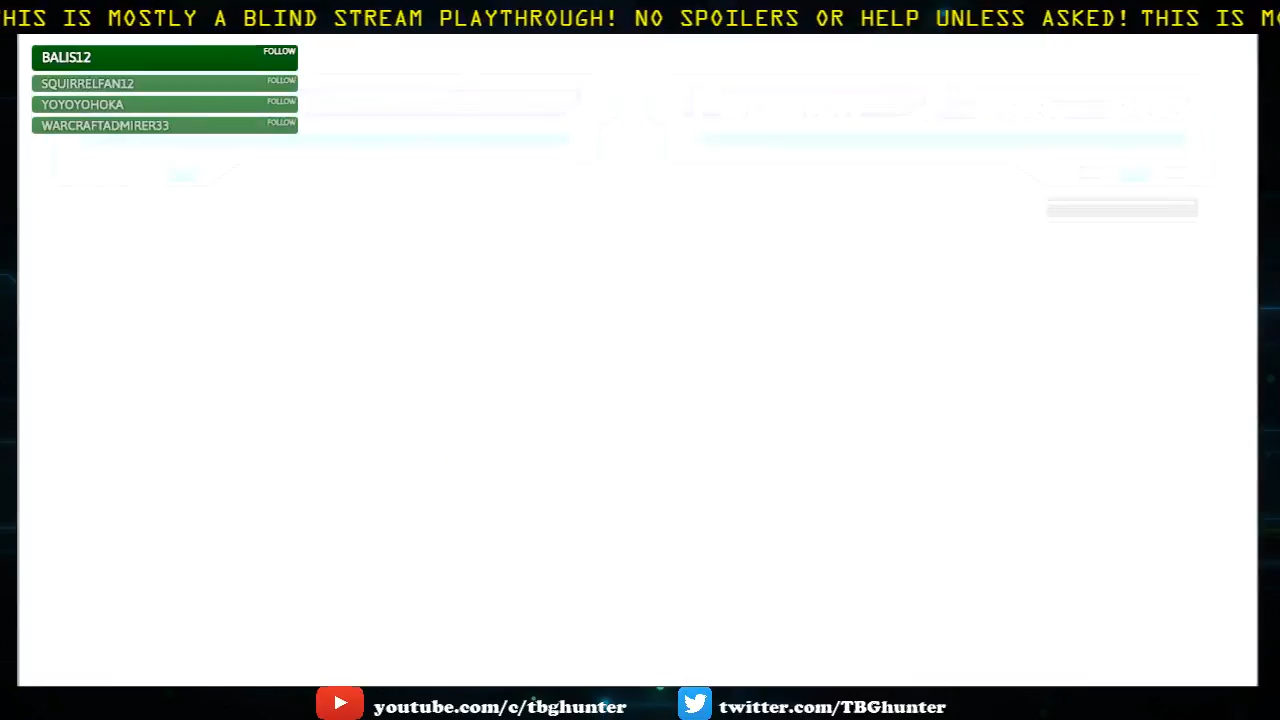 THIS IS MOSTLY A BLIND STREAM PLAYTHROUGH! NO SPOILERS OR HELP UNLESS ASKED! THIS IS MO
BALIS12 FOLLOW
SQUIRRELFAN12 FOLLOW
YOYOYOHOKA FOLLOW
WARCRAFTADMIRER33 FOLLOW
youtube.com/c/tbghunter twitter.com/TBGhunter